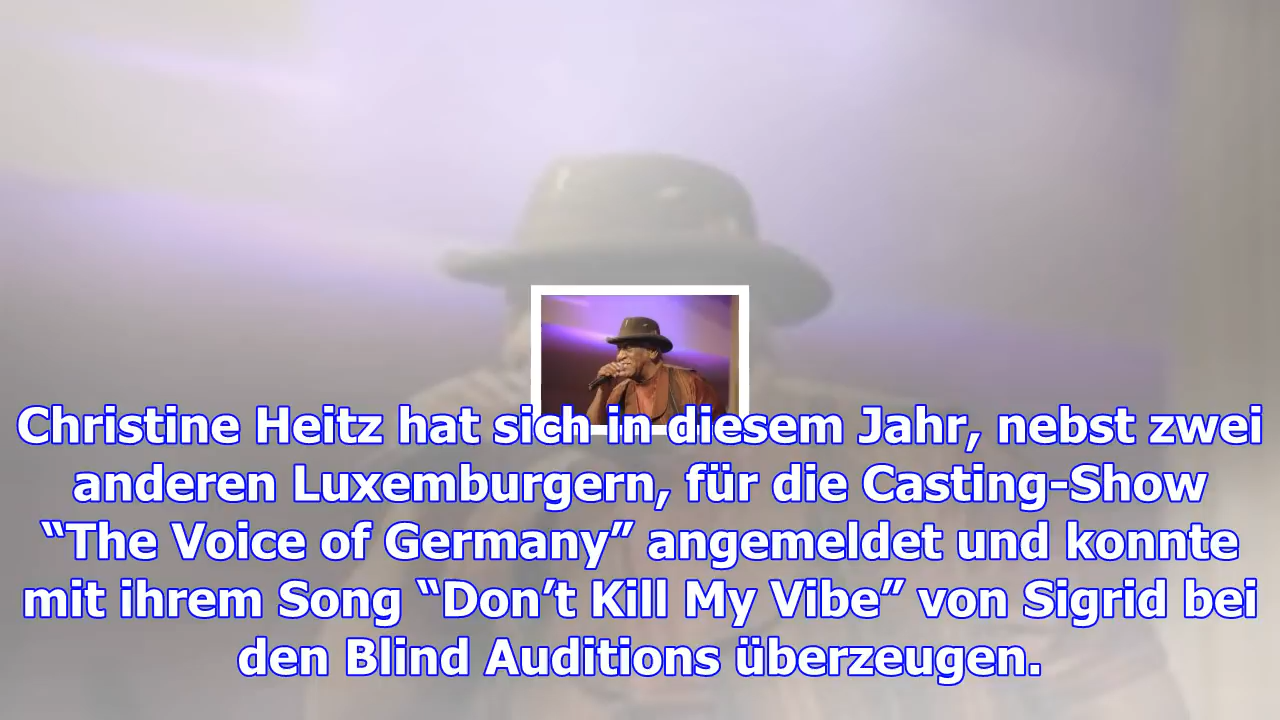 Christine Heitz hat sich in diesem Jahr, nebst zwei
anderen Luxemburgern, für die Casting-Show
“The Voice of Germany” angemeldet und konnte
mit ihrem Song “Don’t Kill My Vibe” von Sigrid bei
den Blind Auditions überzeugen.